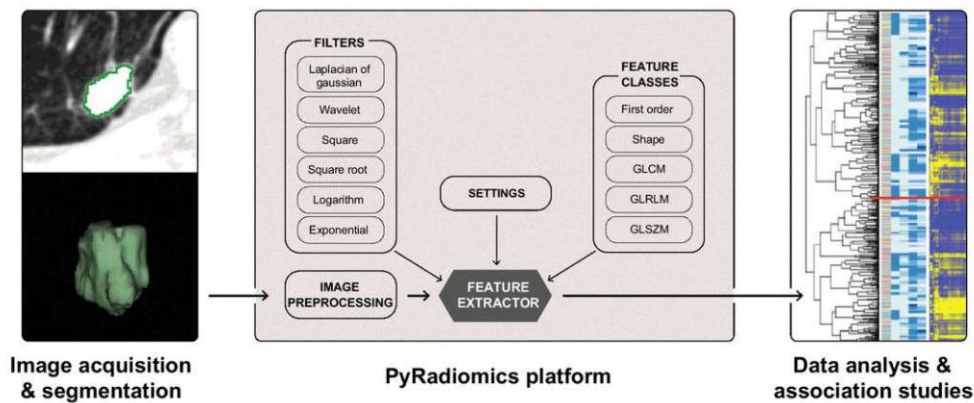 FILTERS
Laplacian of
gaussian
Wavelet
Square
Square root
Logarithm
Exponential
IMAGE
PREPROCESSING
SETTINGS
FEATURE
CLASSES
First order
Shape
GLCM
GLRLM
GLSZM
FEATURE
EXTRACTOR
Image acquisition
& segmentation
PyRadiomics platform
Data analysis &
association studies